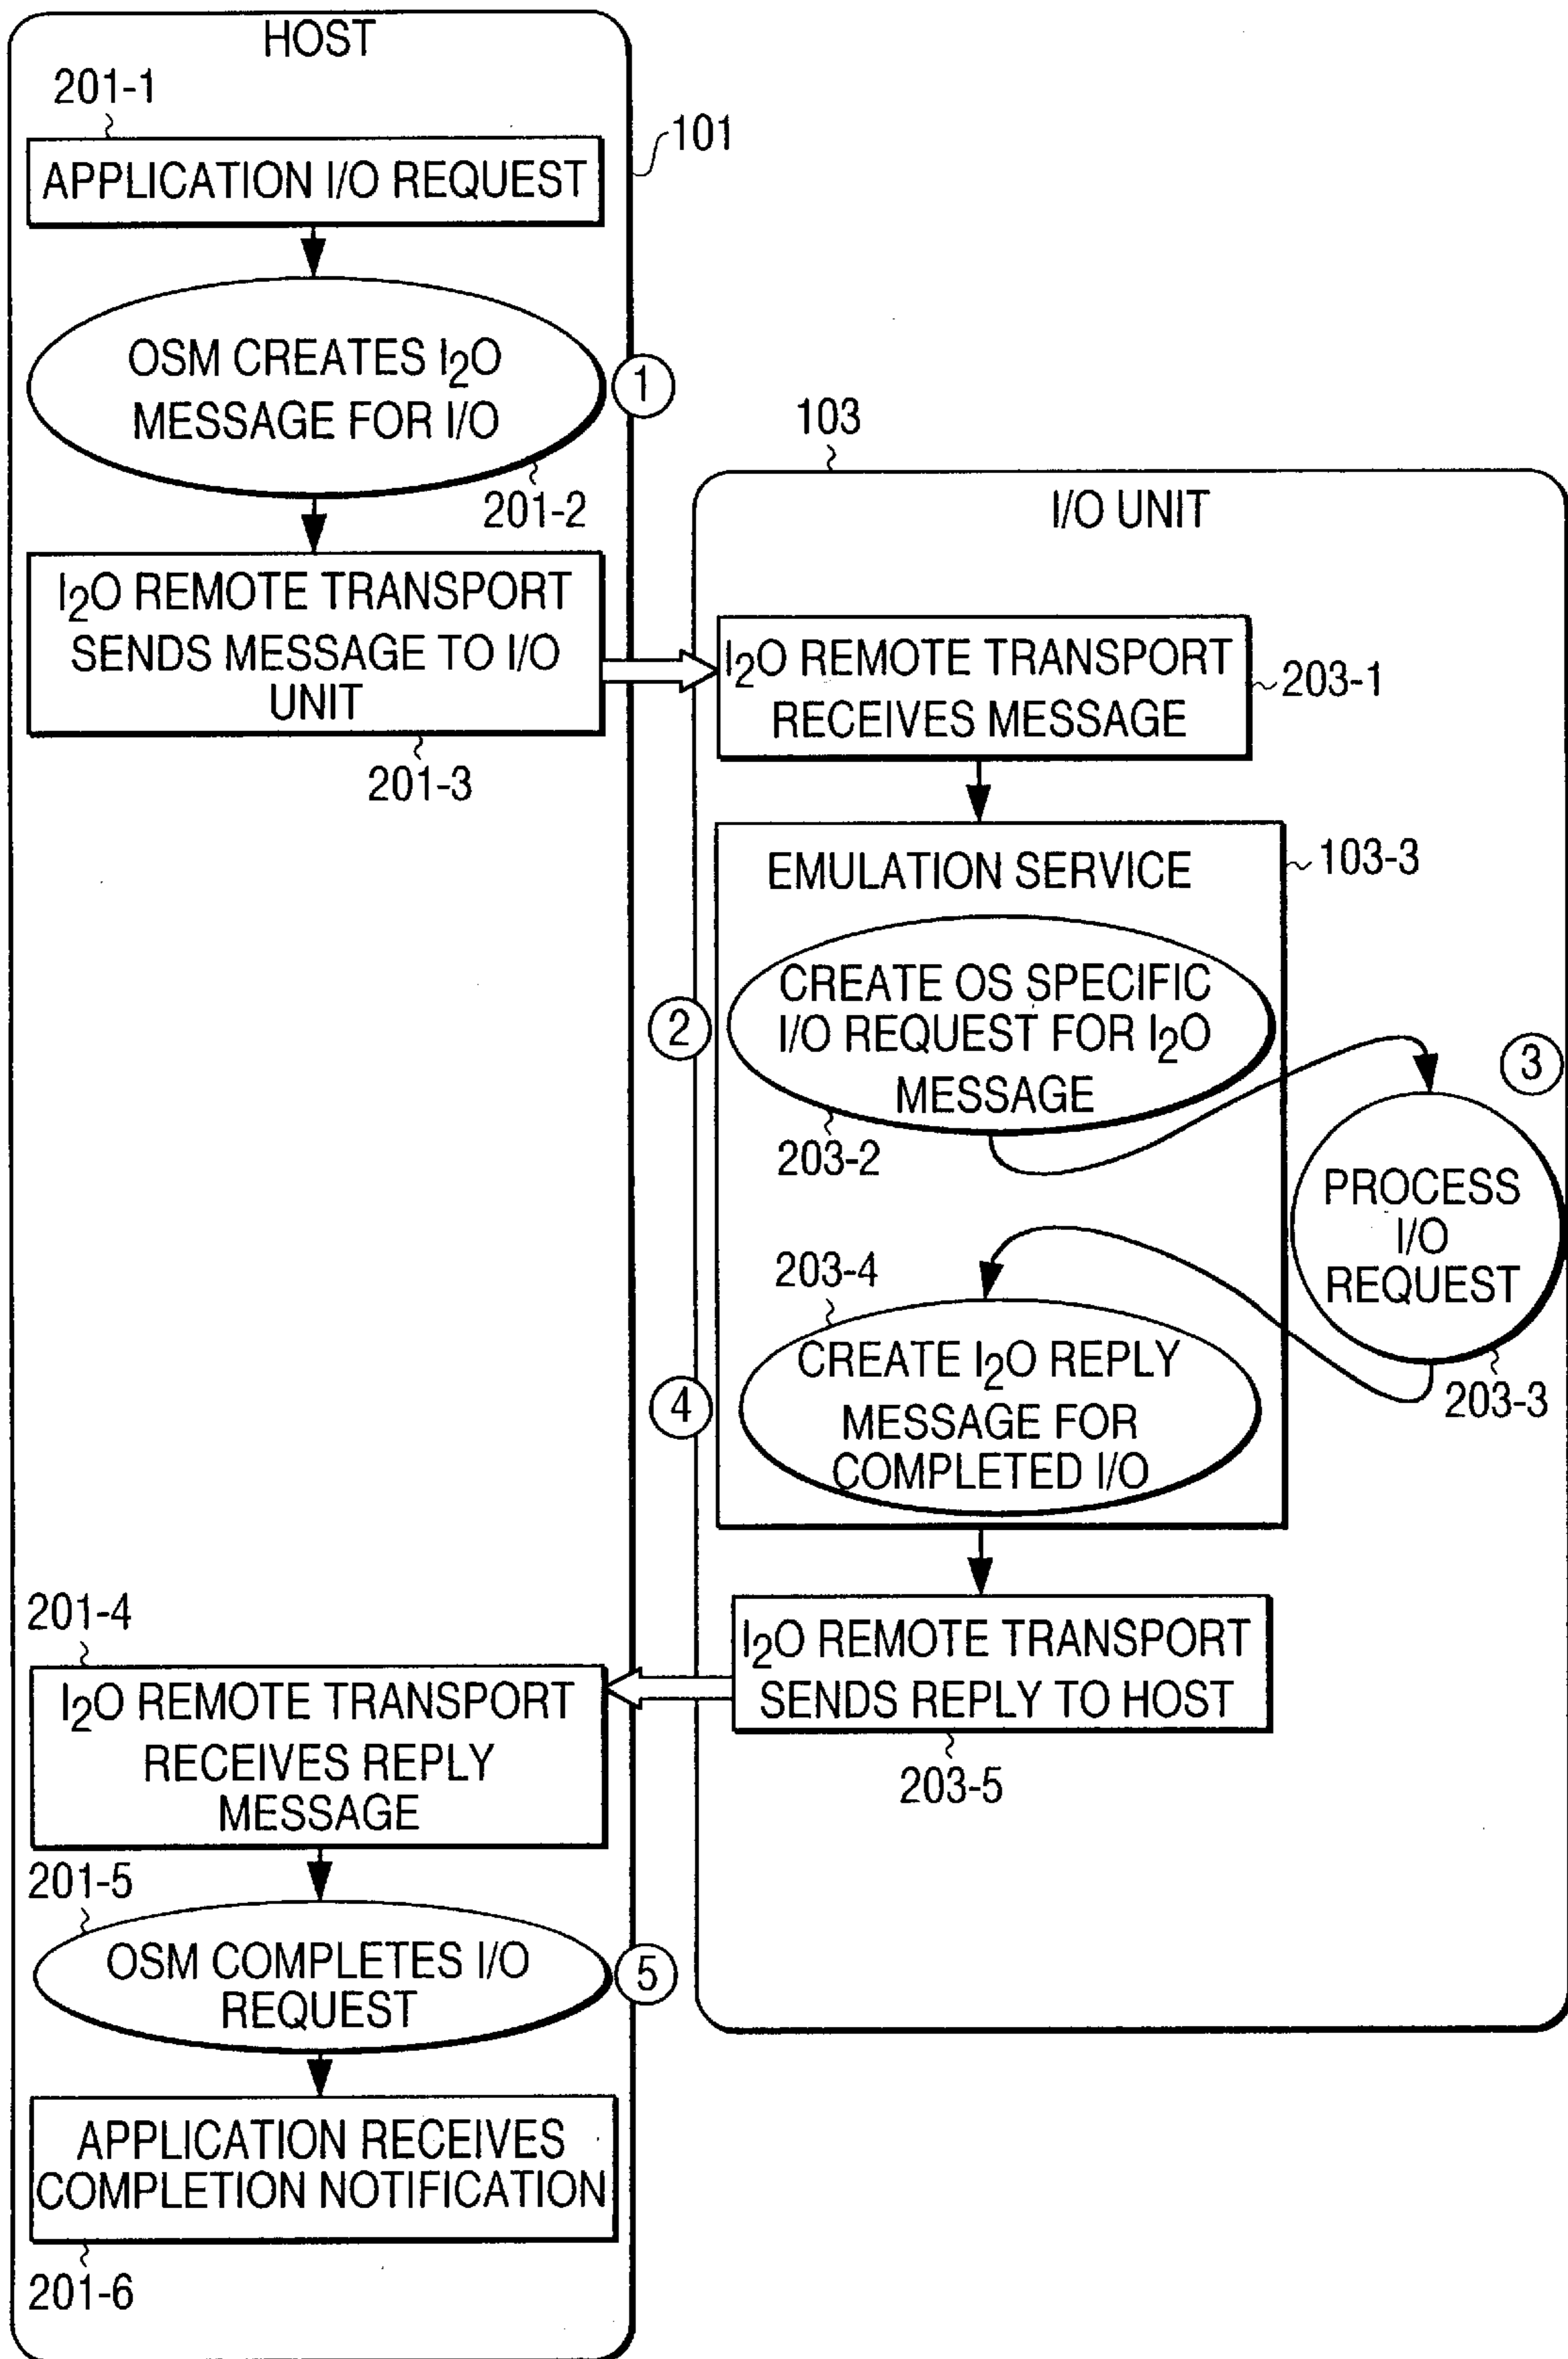 HOST
201-1
101
APPLICATION I/O REQUEST
OSM CREATES I₂O
MESSAGE FOR I/O
1
201-2
I₂O REMOTE TRANSPORT
SENDS MESSAGE TO I/O
UNIT
201-3
103
I/O UNIT
I₂O REMOTE TRANSPORT
RECEIVES MESSAGE
203-1
EMULATION SERVICE
103-3
CREATE OS SPECIFIC
I/O REQUEST FOR I₂O
MESSAGE
2
203-2
3
PROCESS
I/O
REQUEST
203-3
203-4
CREATE I₂O REPLY
MESSAGE FOR
COMPLETED I/O
4
I₂O REMOTE TRANSPORT
SENDS REPLY TO HOST
203-5
201-4
I₂O REMOTE TRANSPORT
RECEIVES REPLY
MESSAGE
201-5
OSM COMPLETES I/O
REQUEST
5
APPLICATION RECEIVES
COMPLETION NOTIFICATION
201-6